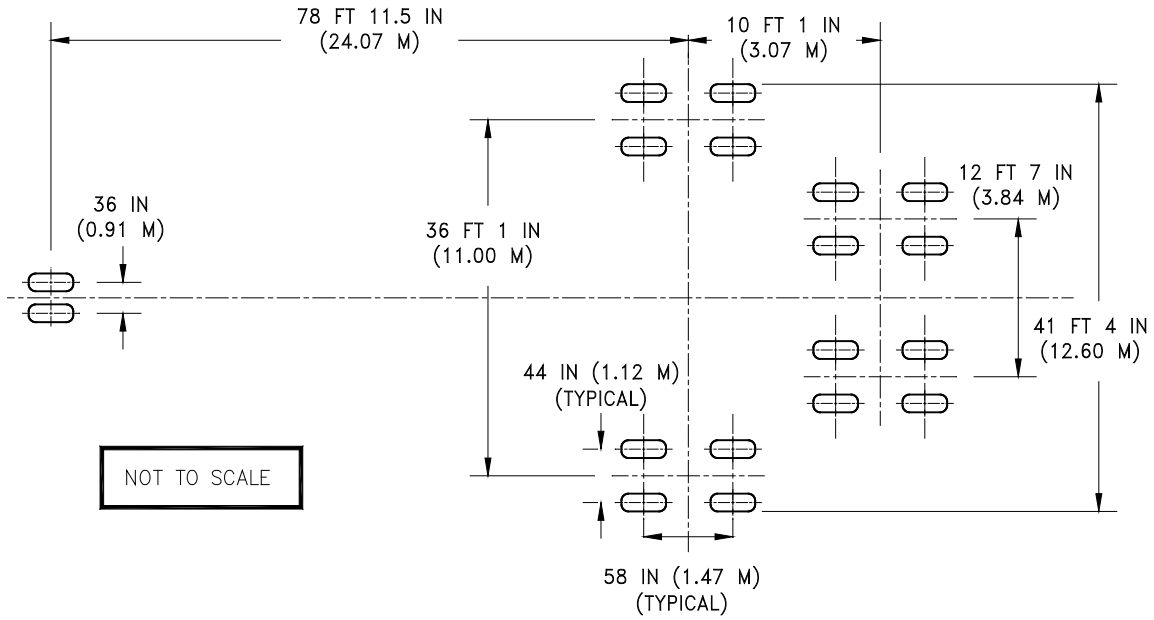 78 FT 11.5 IN
(24.07 M)
10 FT 1 IN
(3.07 M)
12 FT 7 IN
(3.84 M)
36 IN
(0.91 M)
36 FT 1 IN
(11.00 M)
41 FT 4 IN
(12.60 M)
44 IN (1.12 M)
(TYPICAL)
NOT TO SCALE
58 IN (1.47 M)
(TYPICAL)